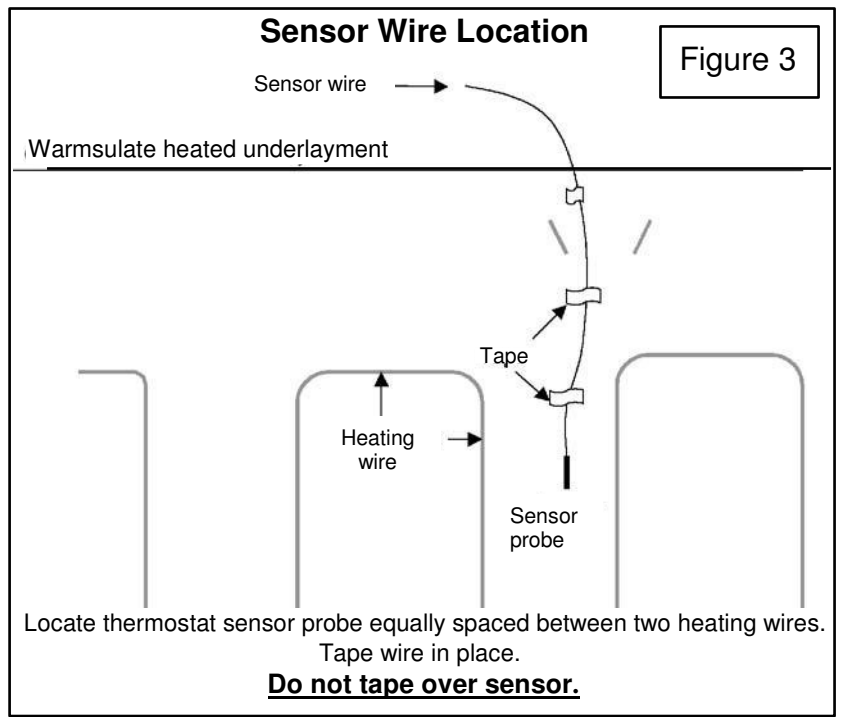 Sensor Wire Location
Figure 3
Sensor wire
Warmsulate heated underlayment
Tape
Heating
wire
Sensor
probe
Locate thermostat sensor probe equally spaced between two heating wires.
Tape wire in place.
Do not tape over sensor.